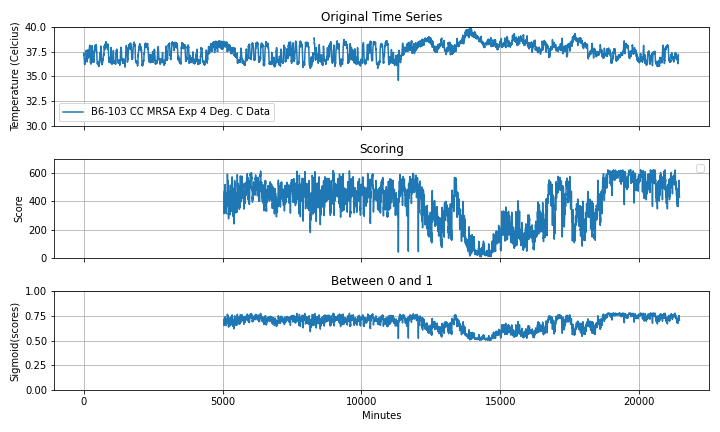 Original Time Series
Temperature (Celcius)
40.0
37.5
35.0
32.5
30.0
B6-103 CC MRSA Exp 4 Deg. C Data
Scoring
Score
600
400
200
0
Between 0 and 1
Sigmoid(scores)
1.00
0.75
0.50
0.25
0.00
0
5000
10000
15000
20000
Minutes